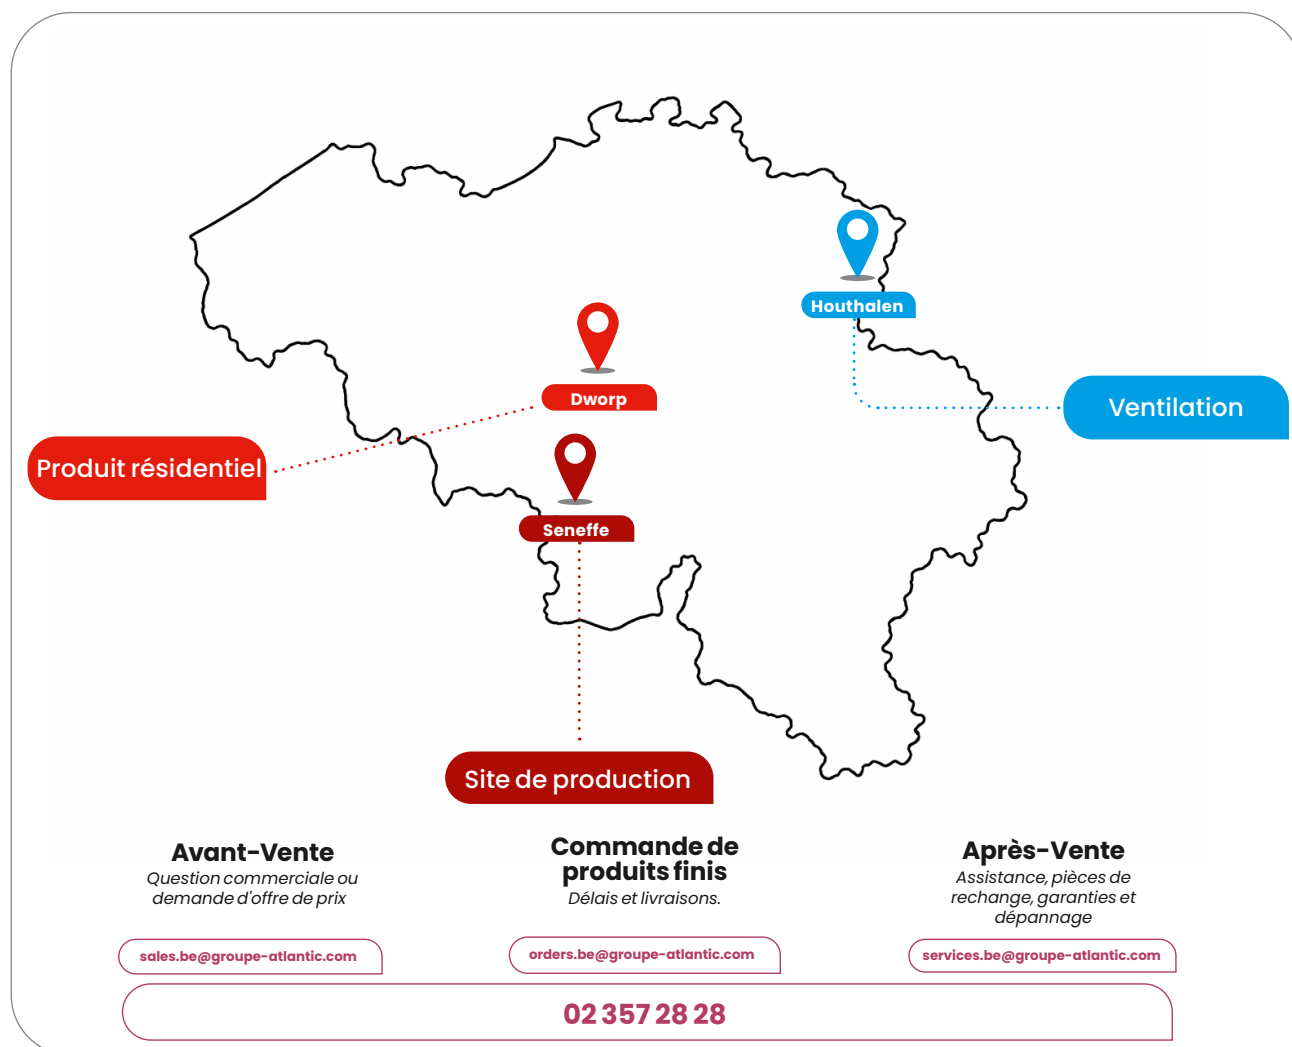 Houthalen
Dworp
Ventilation
Produit résidentiel
Seneffe
Site de production
Avant-Vente
Question commerciale ou
demande d'offre de prix
sales.be@groupe-atlantic.com
Commande de
produits finis
Délais et livraisons.
orders.be@groupe-atlantic.com
Après-Vente
Assistance, pièces de
rechange, garanties et
dépannage
services.be@groupe-atlantic.com
02 357 28 28